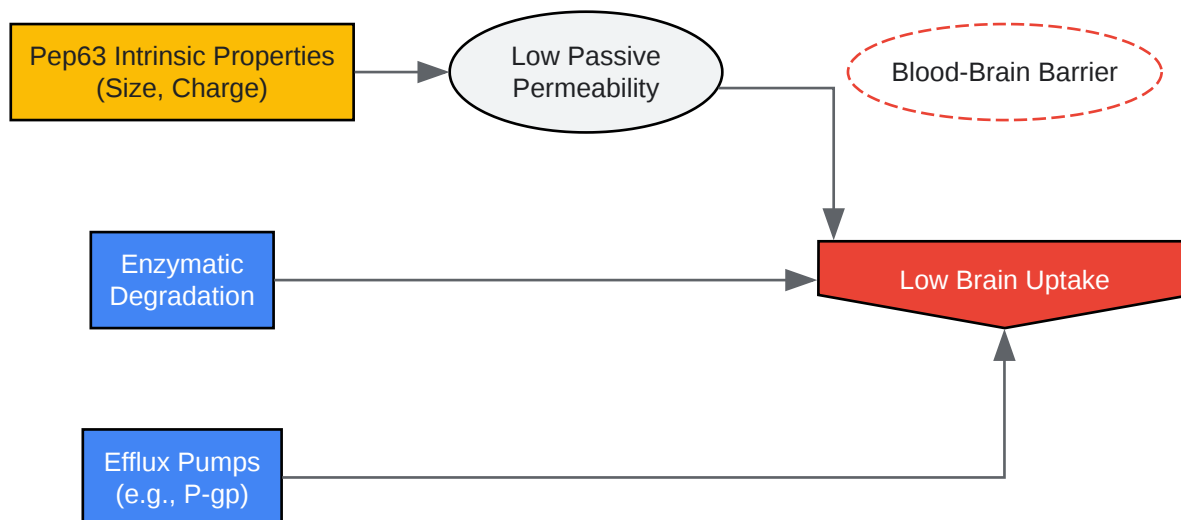 Pep63 Intrinsic Properties
(Size, Charge)
Low Passive
Permeability
Blood-Brain Barrier
Enzymatic
Degradation
Low Brain Uptake
Efflux Pumps
(e.g., P-gp)